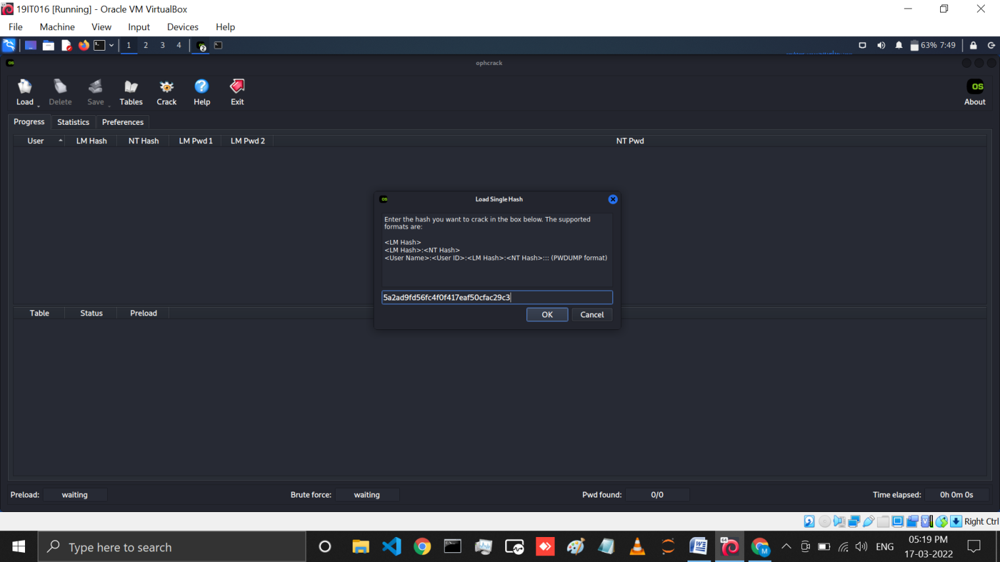 19IT016 [Running] - Oracle VM VirtualBox
File Machine View Input Devices Help
1 2 3 4 2 63% 7:49
OS ophcrack
OS
Load Delete Save Tables Crack Help Exit About
Progress Statistics Preferences
User LM Hash NT Hash LM Pwd 1 LM Pwd 2 NT Pwd
OS Load Single Hash
Enter the hash you want to crack in the box below. The supported
formats are:
<LM Hash>
<LM Hash>:<NT Hash>
<User Name>:<User ID>:<LM Hash>:<NT Hash>::: (PWDUMP format)
5a2ad9fd56fc4f0f417eaf50cfac29c3
OK Cancel
Table Status Preload
Preload: waiting Brute force: waiting Pwd found: 0/0 Time elapsed: 0h 0m 0s
Right Ctrl
Type here to search ENG 05:19 PM
17-03-2022